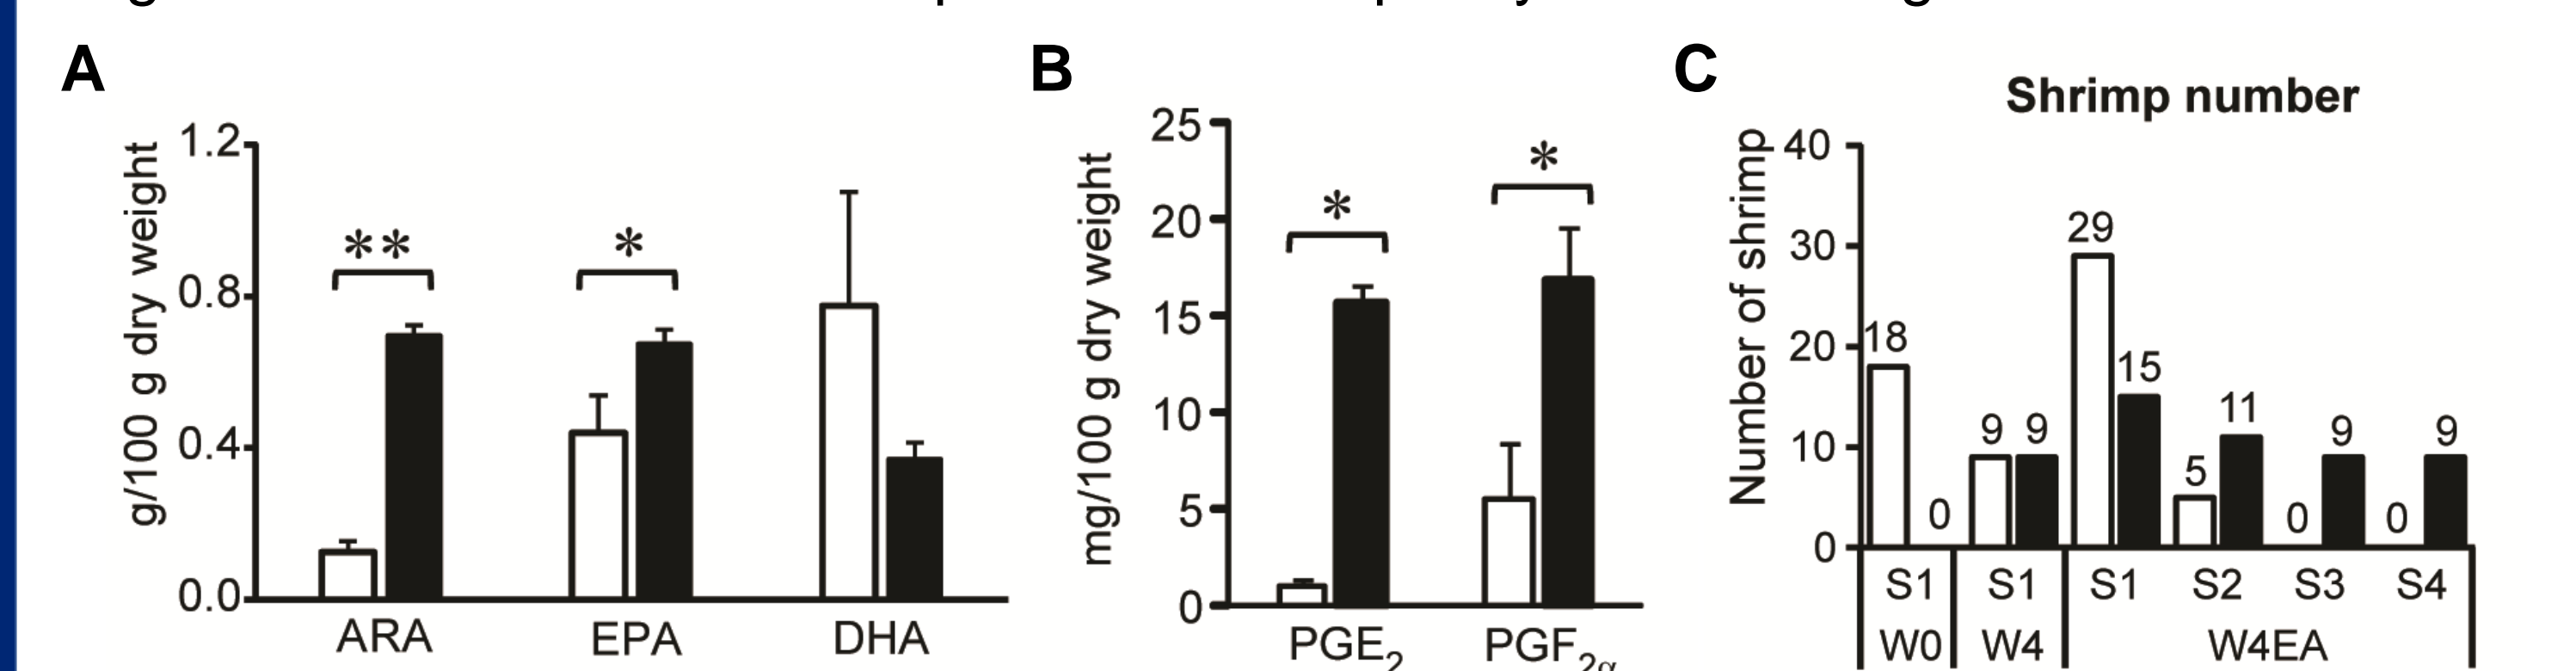 A
g/100 g dry weight
1.2
0.8
0.4
0.0
** *
ARA EPA DHA
B
mg/100 g dry weight
25
20
15
10
5
0
* *
PGE2 PGF2α
C
Shrimp number
Number of shrimp
40
30
20
10
0
18 0 9 9 29 15 5 11 0 9 0 9
S1 S1 S1 S2 S3 S4
W0 W4 W4EA